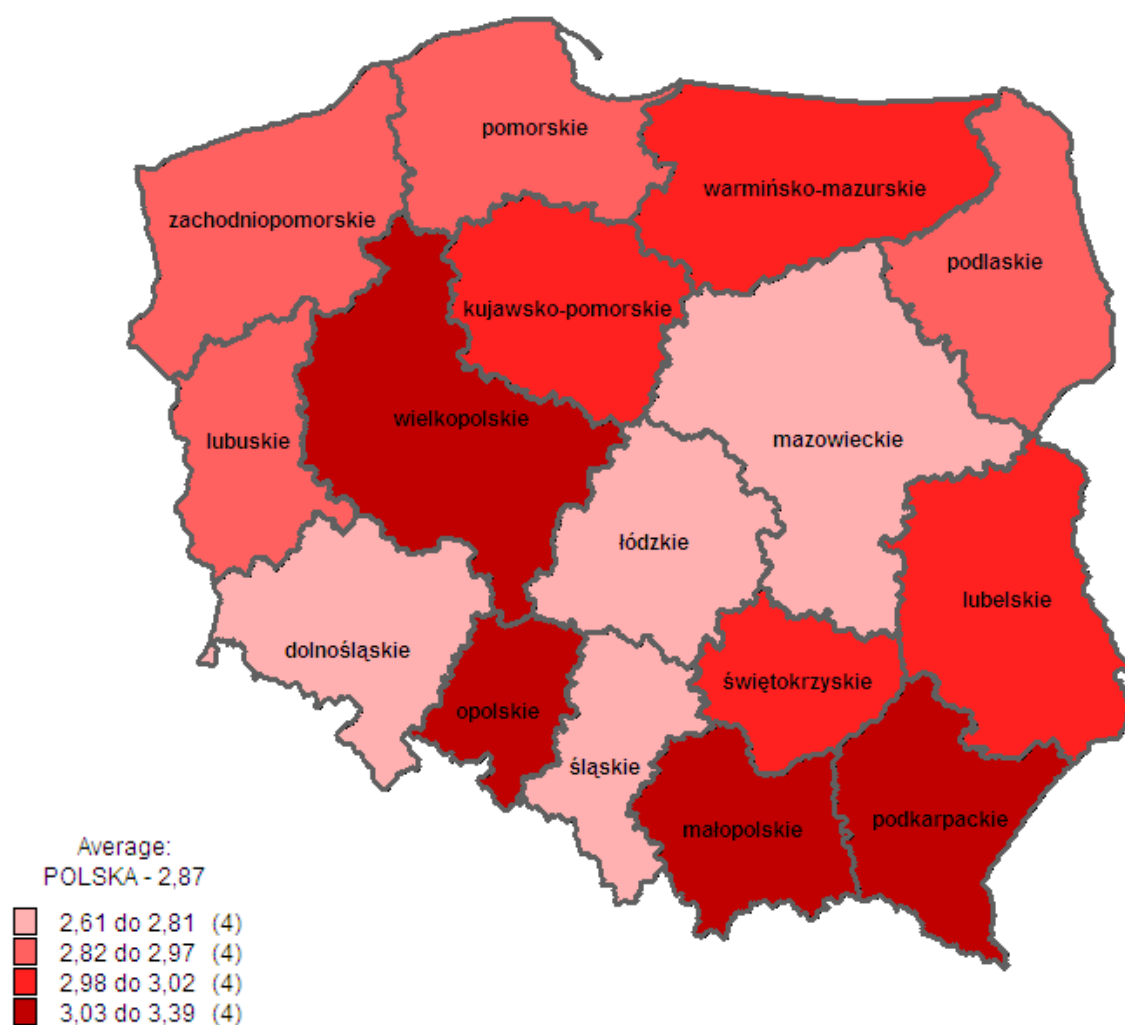 pomorskie
warmińsko-mazurskie
zachodniopomorskie
podlaskie
kujawsko-pomorskie
wielkopolskie
lubuskie
mazowieckie
łódzkie
lubelskie
dolnośląskie
świętokrzyskie
opolskie
śląskie
małopolskie
podkarpackie
Average:
POLSKA - 2,87
2,61 do 2,81 (4)
2,82 do 2,97 (4)
2,98 do 3,02 (4)
3,03 do 3,39 (4)